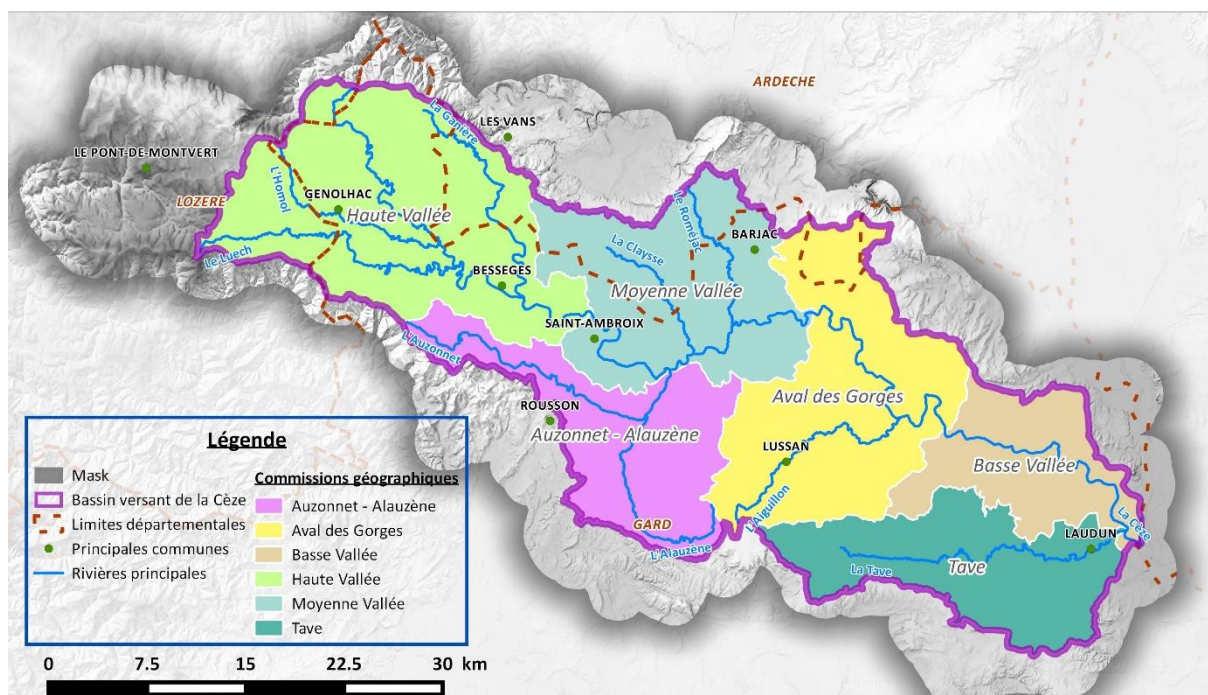 ARDECHE
La Ganière
LES VANS
LE PONT-DE-MONTVERT
L'Homol
LOZERE
GENOLHAC
Haute Vallée
Le Roméjac
BARJAC
La Claysse
Le Luech
BESSEGES
Moyenne Vallée
SAINT-AMBROIX
L'Auzonnet
Aval des Gorges
ROUSSON
Auzonnet - Alauzène
LUSSAN
Basse Vallée
L'Aiguillon
La Cèze
GARD
L'Alauzène
LAUDUN
La Tave
Tave
Légende
Mask
Bassin versant de la Cèze
Limites départementales
Principales communes
Rivières principales
Commissions géographiques
Auzonnet - Alauzène
Aval des Gorges
Basse Vallée
Haute Vallée
Moyenne Vallée
Tave
0 7.5 15 22.5 30 km